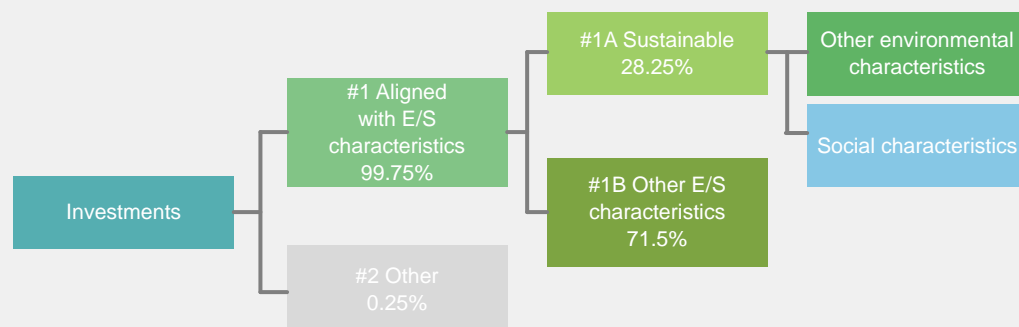 #1A Sustainable
28.25%
Other environmental
characteristics
#1 Aligned
with E/S
characteristics
99.75%
Social characteristics
Investments
#1B Other E/S
characteristics
71.5%
#2 Other
0.25%